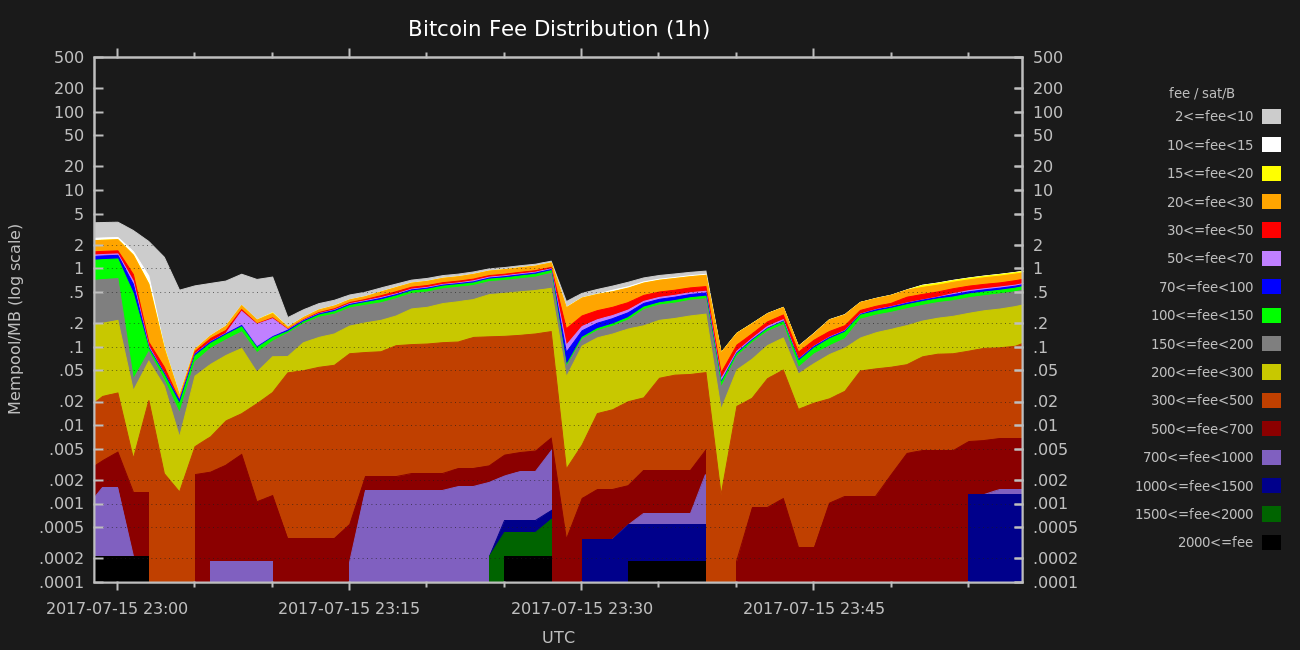 Bitcoin Fee Distribution (1h)
Mempool/MB (log scale)
500
200
100
50
20
10
5
2
1
.5
.2
.1
.05
.02
.01
.005
.002
.001
.0005
.0002
.0001
500
200
100
50
20
10
5
2
1
.5
.2
.1
.05
.02
.01
.005
.002
.001
.0005
.0002
.0001
2017-07-15 23:00
2017-07-15 23:15
2017-07-15 23:30
2017-07-15 23:45
UTC
fee / sat/B
2<=fee<10
10<=fee<15
15<=fee<20
20<=fee<30
30<=fee<50
50<=fee<70
70<=fee<100
100<=fee<150
150<=fee<200
200<=fee<300
300<=fee<500
500<=fee<700
700<=fee<1000
1000<=fee<1500
1500<=fee<2000
2000<=fee